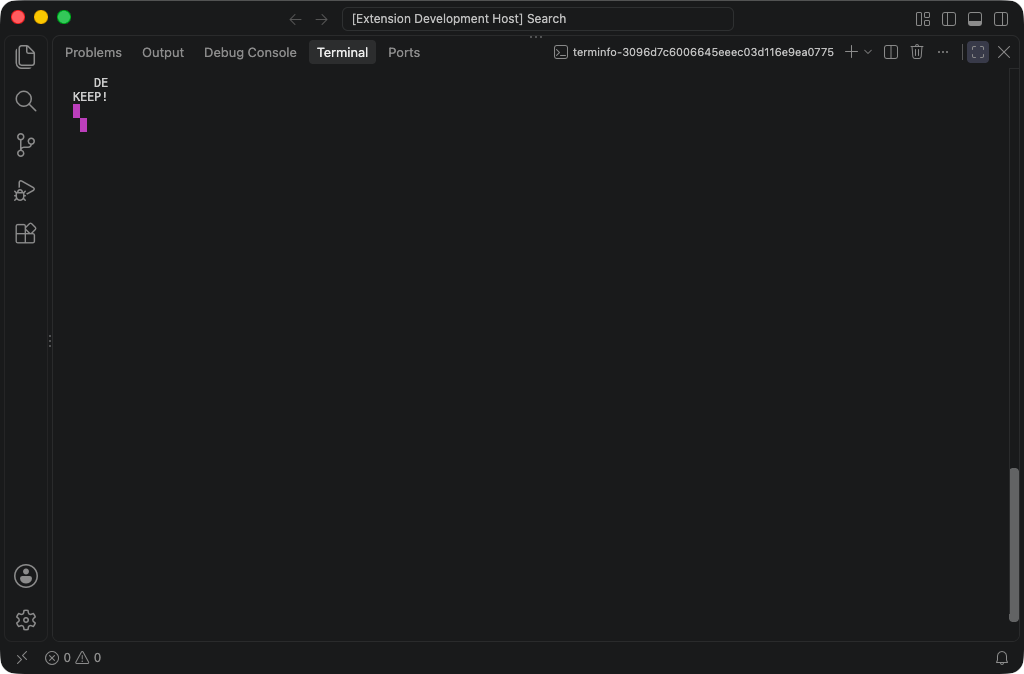 [Extension Development Host] Search
Problems Output Debug Console Terminal Ports terminfo-3096d7c6006645eeec03d116e9ea0775
DE
KEEP!
0 0